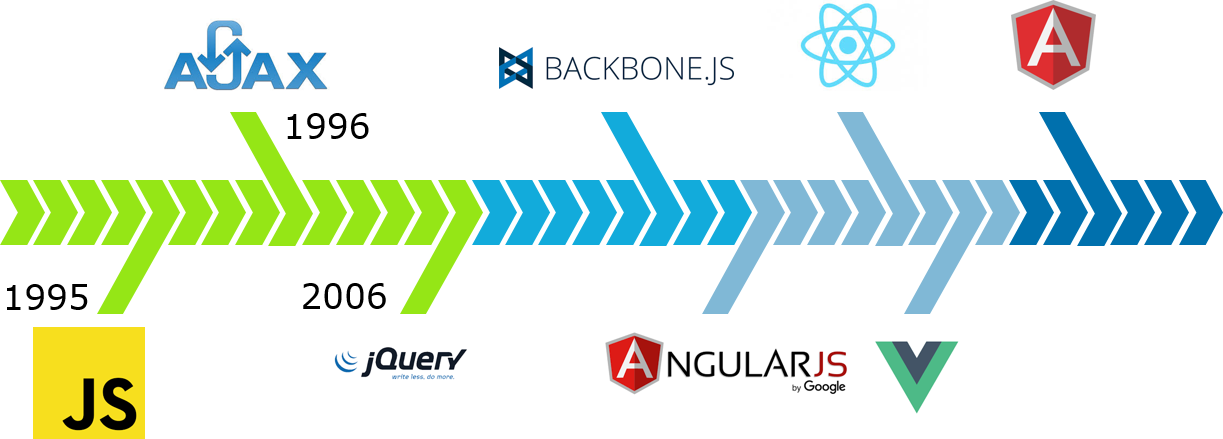 AJAX
BACKBONE.JS
A
1996
1995
2006
JS
jQuery
write less, do more.
ANGULARJS
by Google